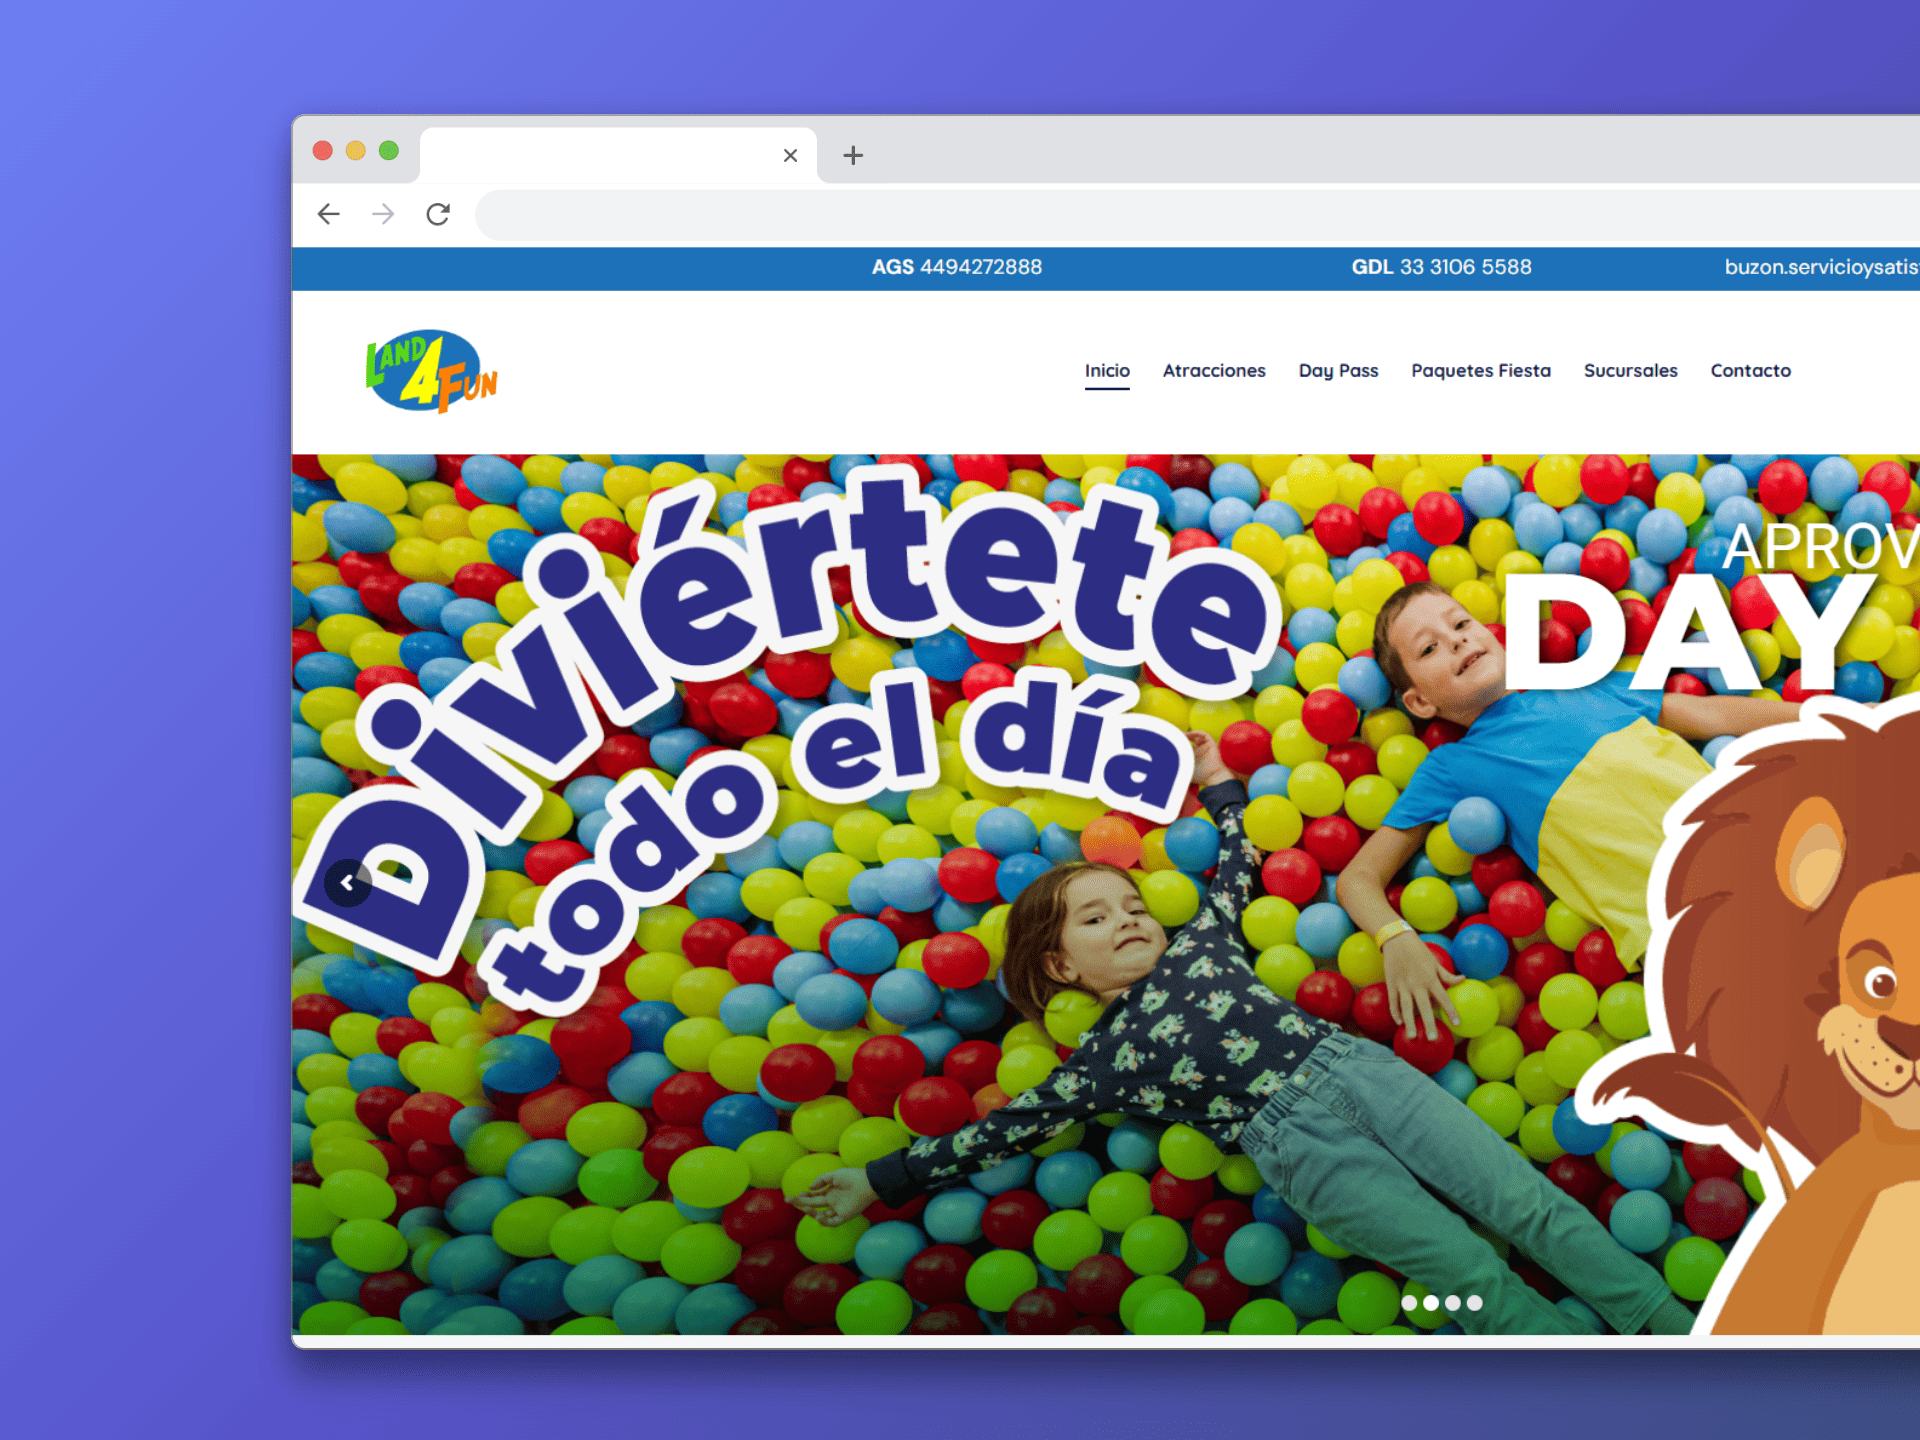 AGS 4494272888
GDL 33 3106 5588
buzon.servicioysatis
LAND
4
FUN
Inicio
Atracciones
Day Pass
Paquetes Fiesta
Sucursales
Contacto
Diviértete
todo el día
APROV
DAY